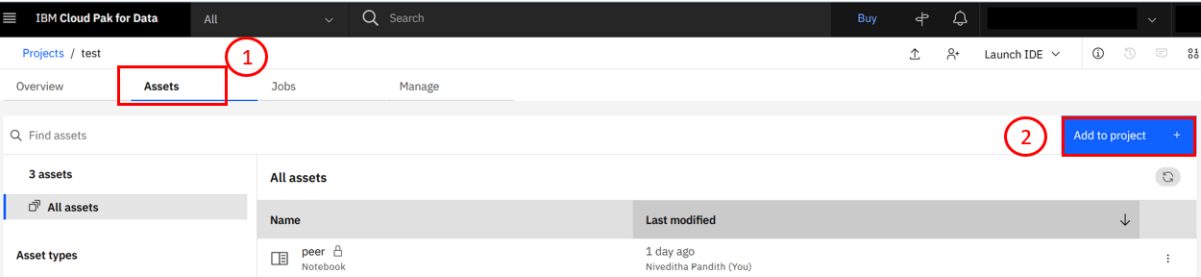 IBM Cloud Pak for Data All Search Buy
Projects / test 1 Launch IDE
Overview Assets Jobs Manage
Find assets 2 Add to project +
3 assets All assets
All assets
Name Last modified
Asset types peer 1 day ago
Notebook Niveditha Pandith (You)